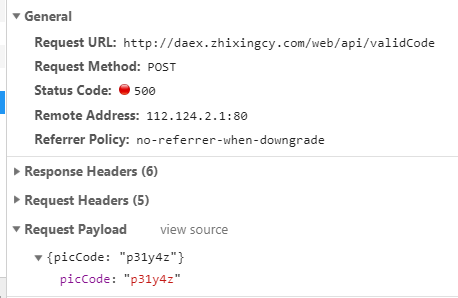 General
Request URL: http://daex.zhixingcy.com/web/api/validCode
Request Method: POST
Status Code: 500
Remote Address: 112.124.2.1:80
Referrer Policy: no-referrer-when-downgrade
Response Headers (6)
Request Headers (5)
Request Payload view source
{picCode: "p31y4z"}
picCode: "p31y4z"